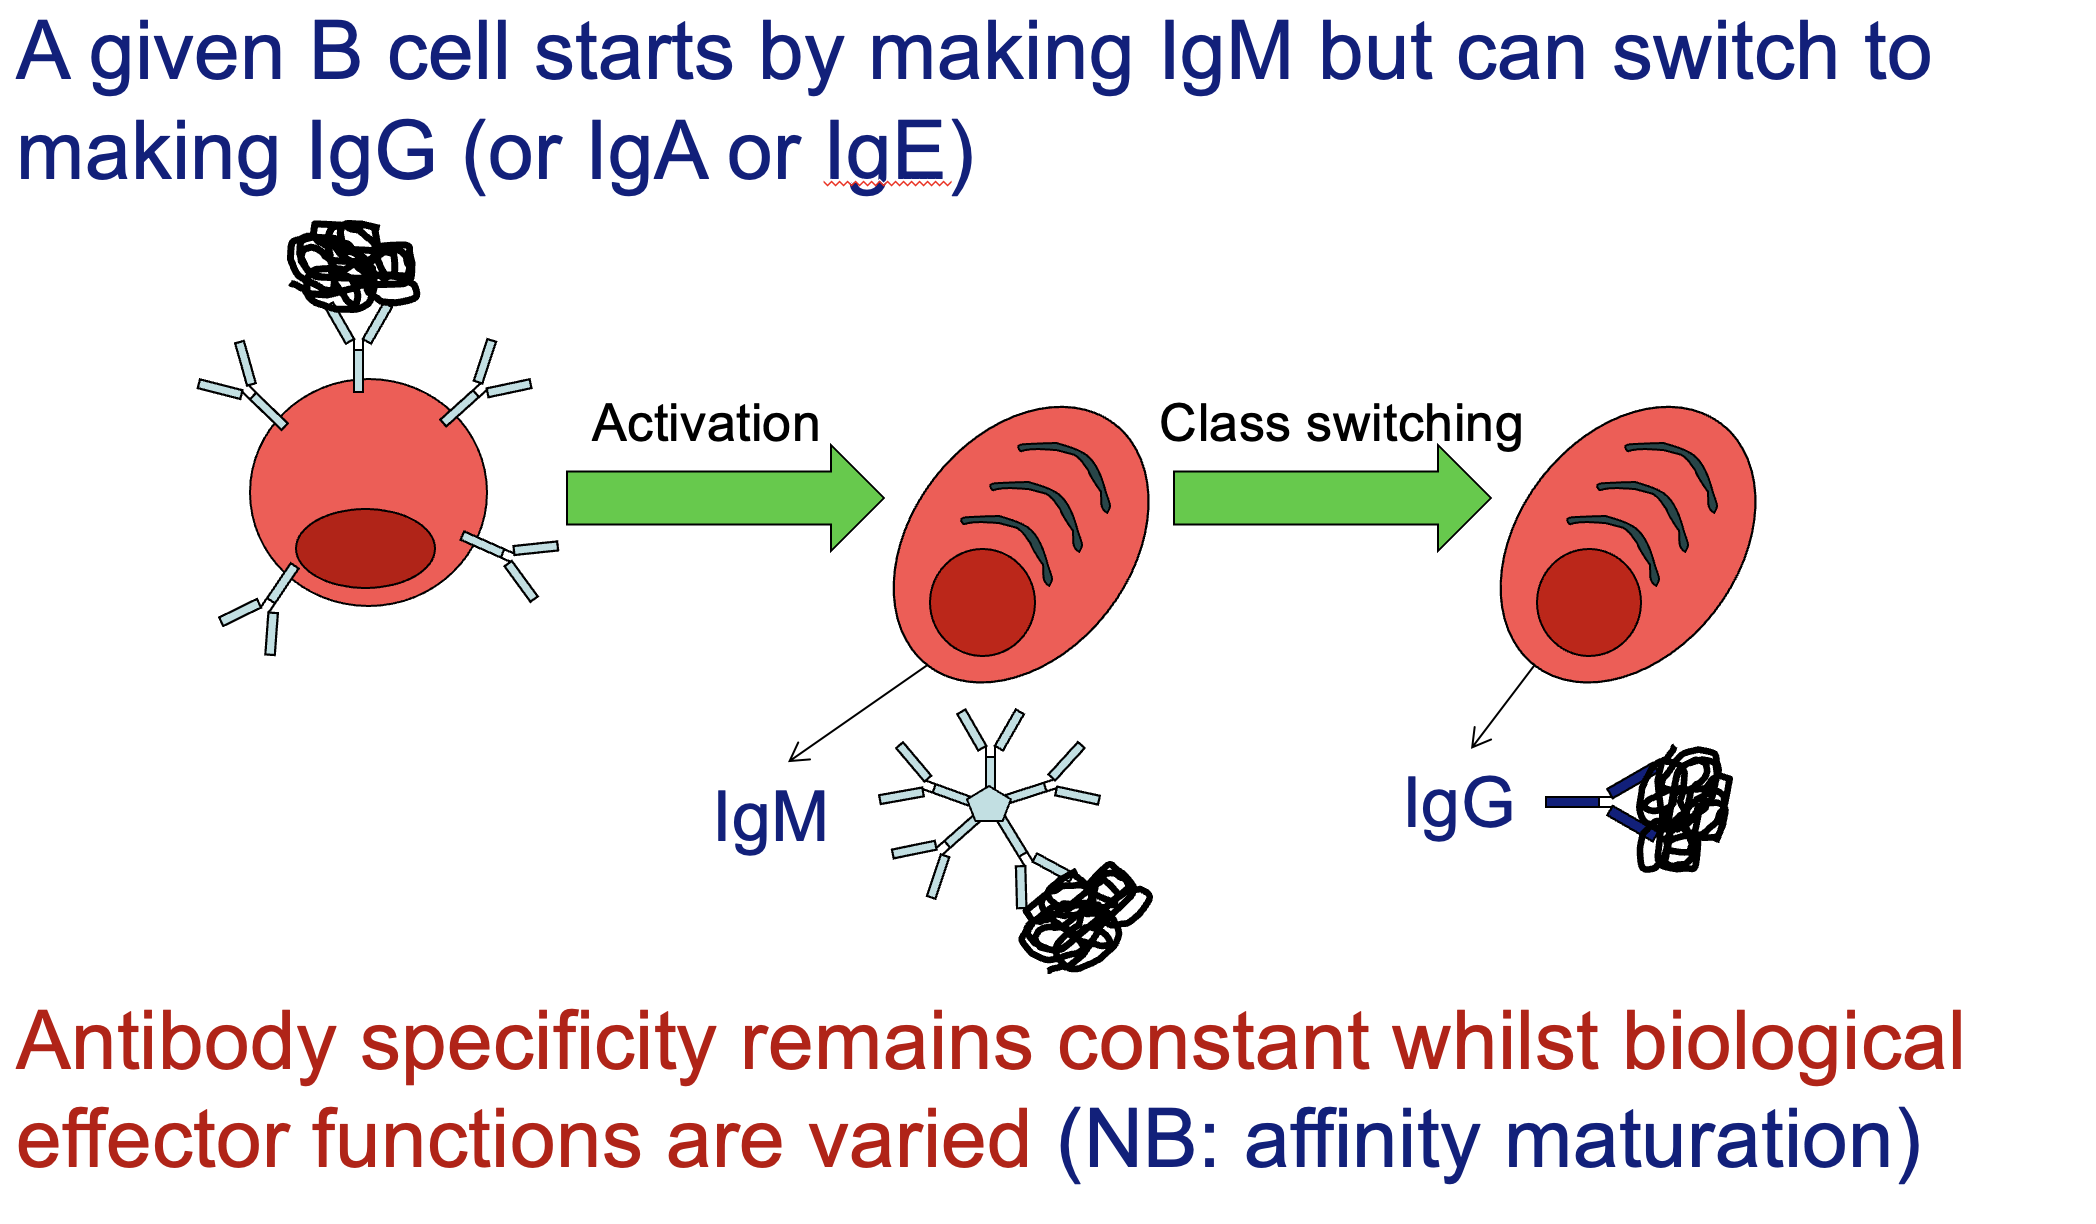 A given B cell starts by making IgM but can switch to
making IgG (or IgA or IgE)
Activation
Class switching
IgM
IgG
Antibody specificity remains constant whilst biological
effector functions are varied (NB: affinity maturation)